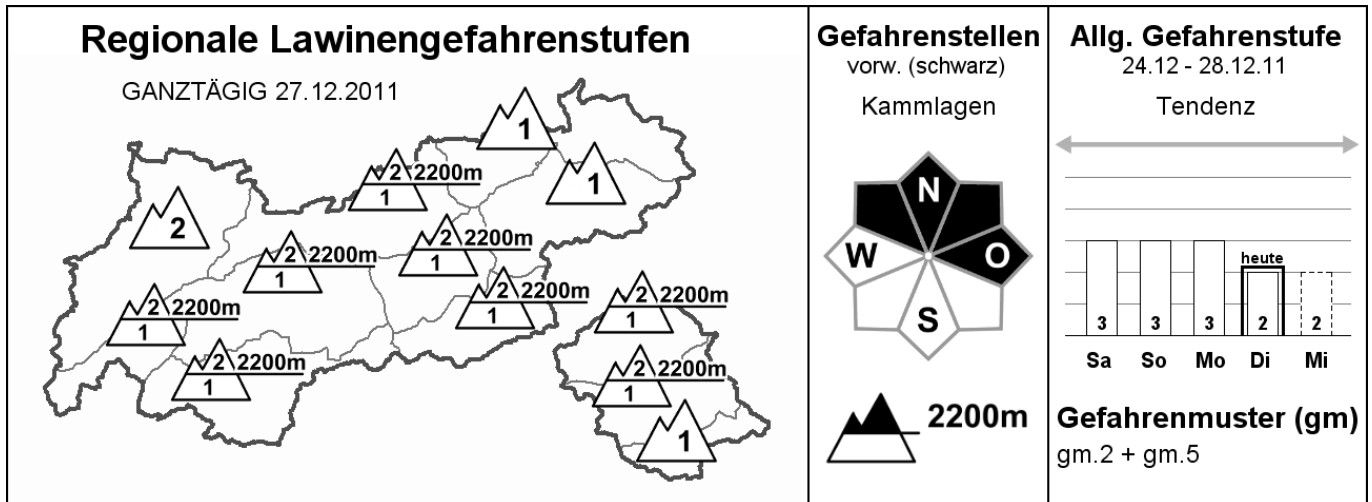 Regionale Lawinengefahrenstufen
GANZTÄGIG 27.12.2011
1
1
2 2200m
1
2
2 2200m
1
2 2200m
1
2 2200m
1
2 2200m
1
2 2200m
1
2 2200m
1
2 2200m
1
1
Gefahrenstellen
vorw. (schwarz)
Kammlagen
N
W
O
S
2200m
Allg. Gefahrenstufe
24.12 - 28.12.11
Tendenz
heute
3 3 3 2 2
Sa So Mo Di Mi
Gefahrenmuster (gm)
gm.2 + gm.5